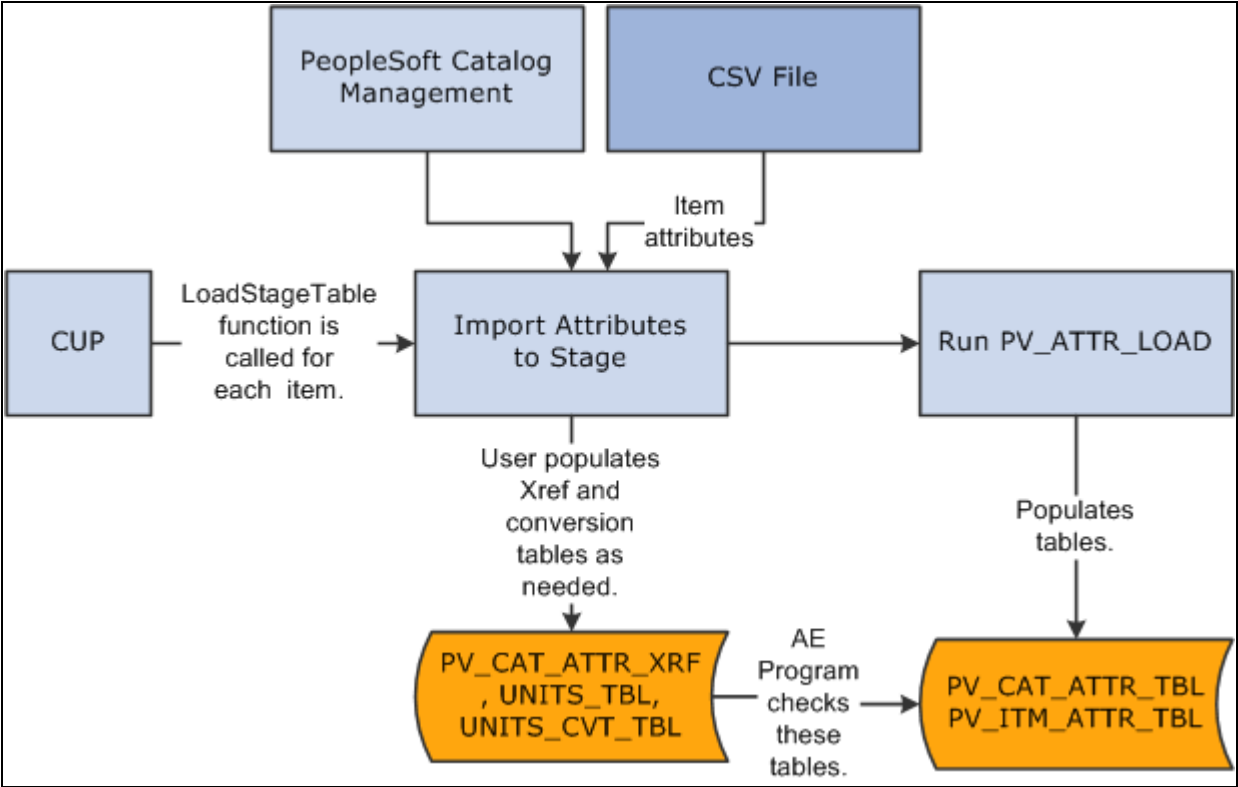 PeopleSoft Catalog
Management
CSV File
Item
attributes
CUP
LoadStageTable
function is
called for
each item.
Import Attributes
to Stage
Run PV_ATTR_LOAD
User populates
Xref and
conversion
tables as
needed.
Populates
tables.
PV_CAT_ATTR_XRF
, UNITS_TBL,
UNITS_CVT_TBL
AE
Program
checks
these
tables.
PV_CAT_ATTR_TBL
PV_ITM_ATTR_TBL